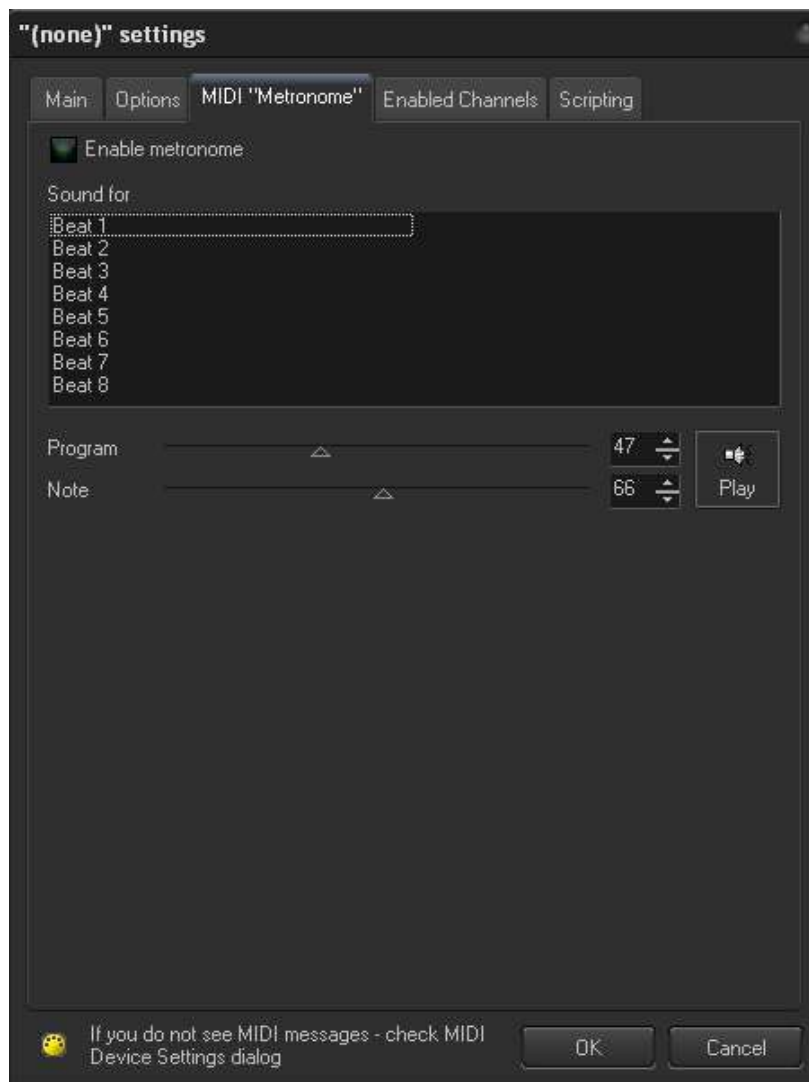 "(none)" settings
Main Options MIDI "Metronome" Enabled Channels Scripting
Enable metronome
Sound for
Beat 1
Beat 2
Beat 3
Beat 4
Beat 5
Beat 6
Beat 7
Beat 8
Program 47
Note 66 Play
If you do not see MIDI messages - check MIDI
Device Settings dialog
OK Cancel